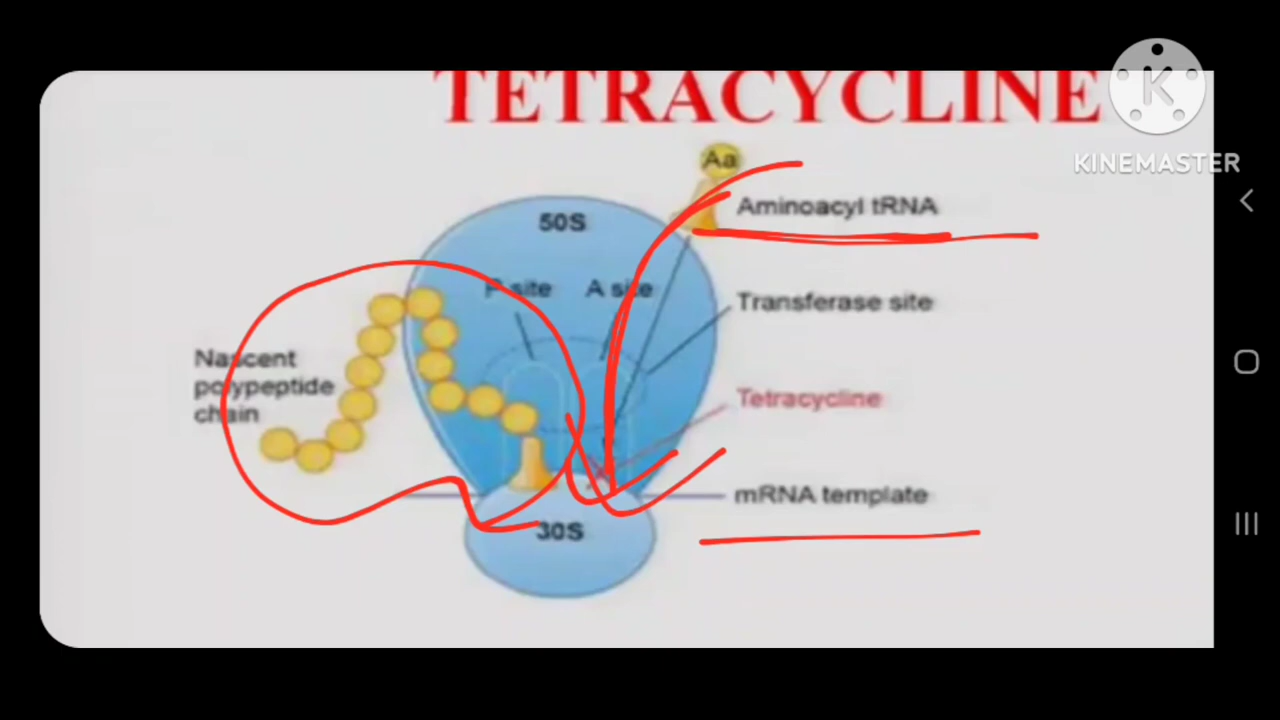 TETRACYCLINE
K
KINEMASTER
Aa
Aminoacyl tRNA
50S
P site
A site
Transferase site
Nascent
polypeptide
chain
Tetracycline
mRNA template
30S